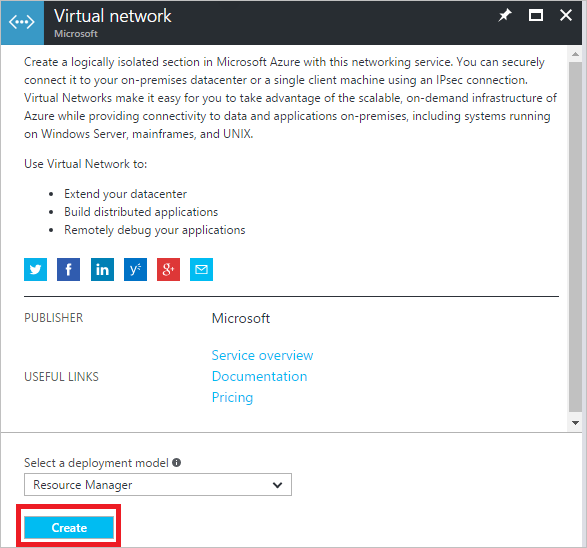 Virtual network
Microsoft
Create a logically isolated section in Microsoft Azure with this networking service. You can securely
connect it to your on-premises datacenter or a single client machine using an IPsec connection.
Virtual Networks make it easy for you to take advantage of the scalable, on-demand infrastructure of
Azure while providing connectivity to data and applications on-premises, including systems running
on Windows Server, mainframes, and UNIX.
Use Virtual Network to:
• Extend your datacenter
• Build distributed applications
• Remotely debug your applications
f in y g+
PUBLISHER Microsoft
Service overview
USEFUL LINKS Documentation
Pricing
Select a deployment model
Resource Manager
Create